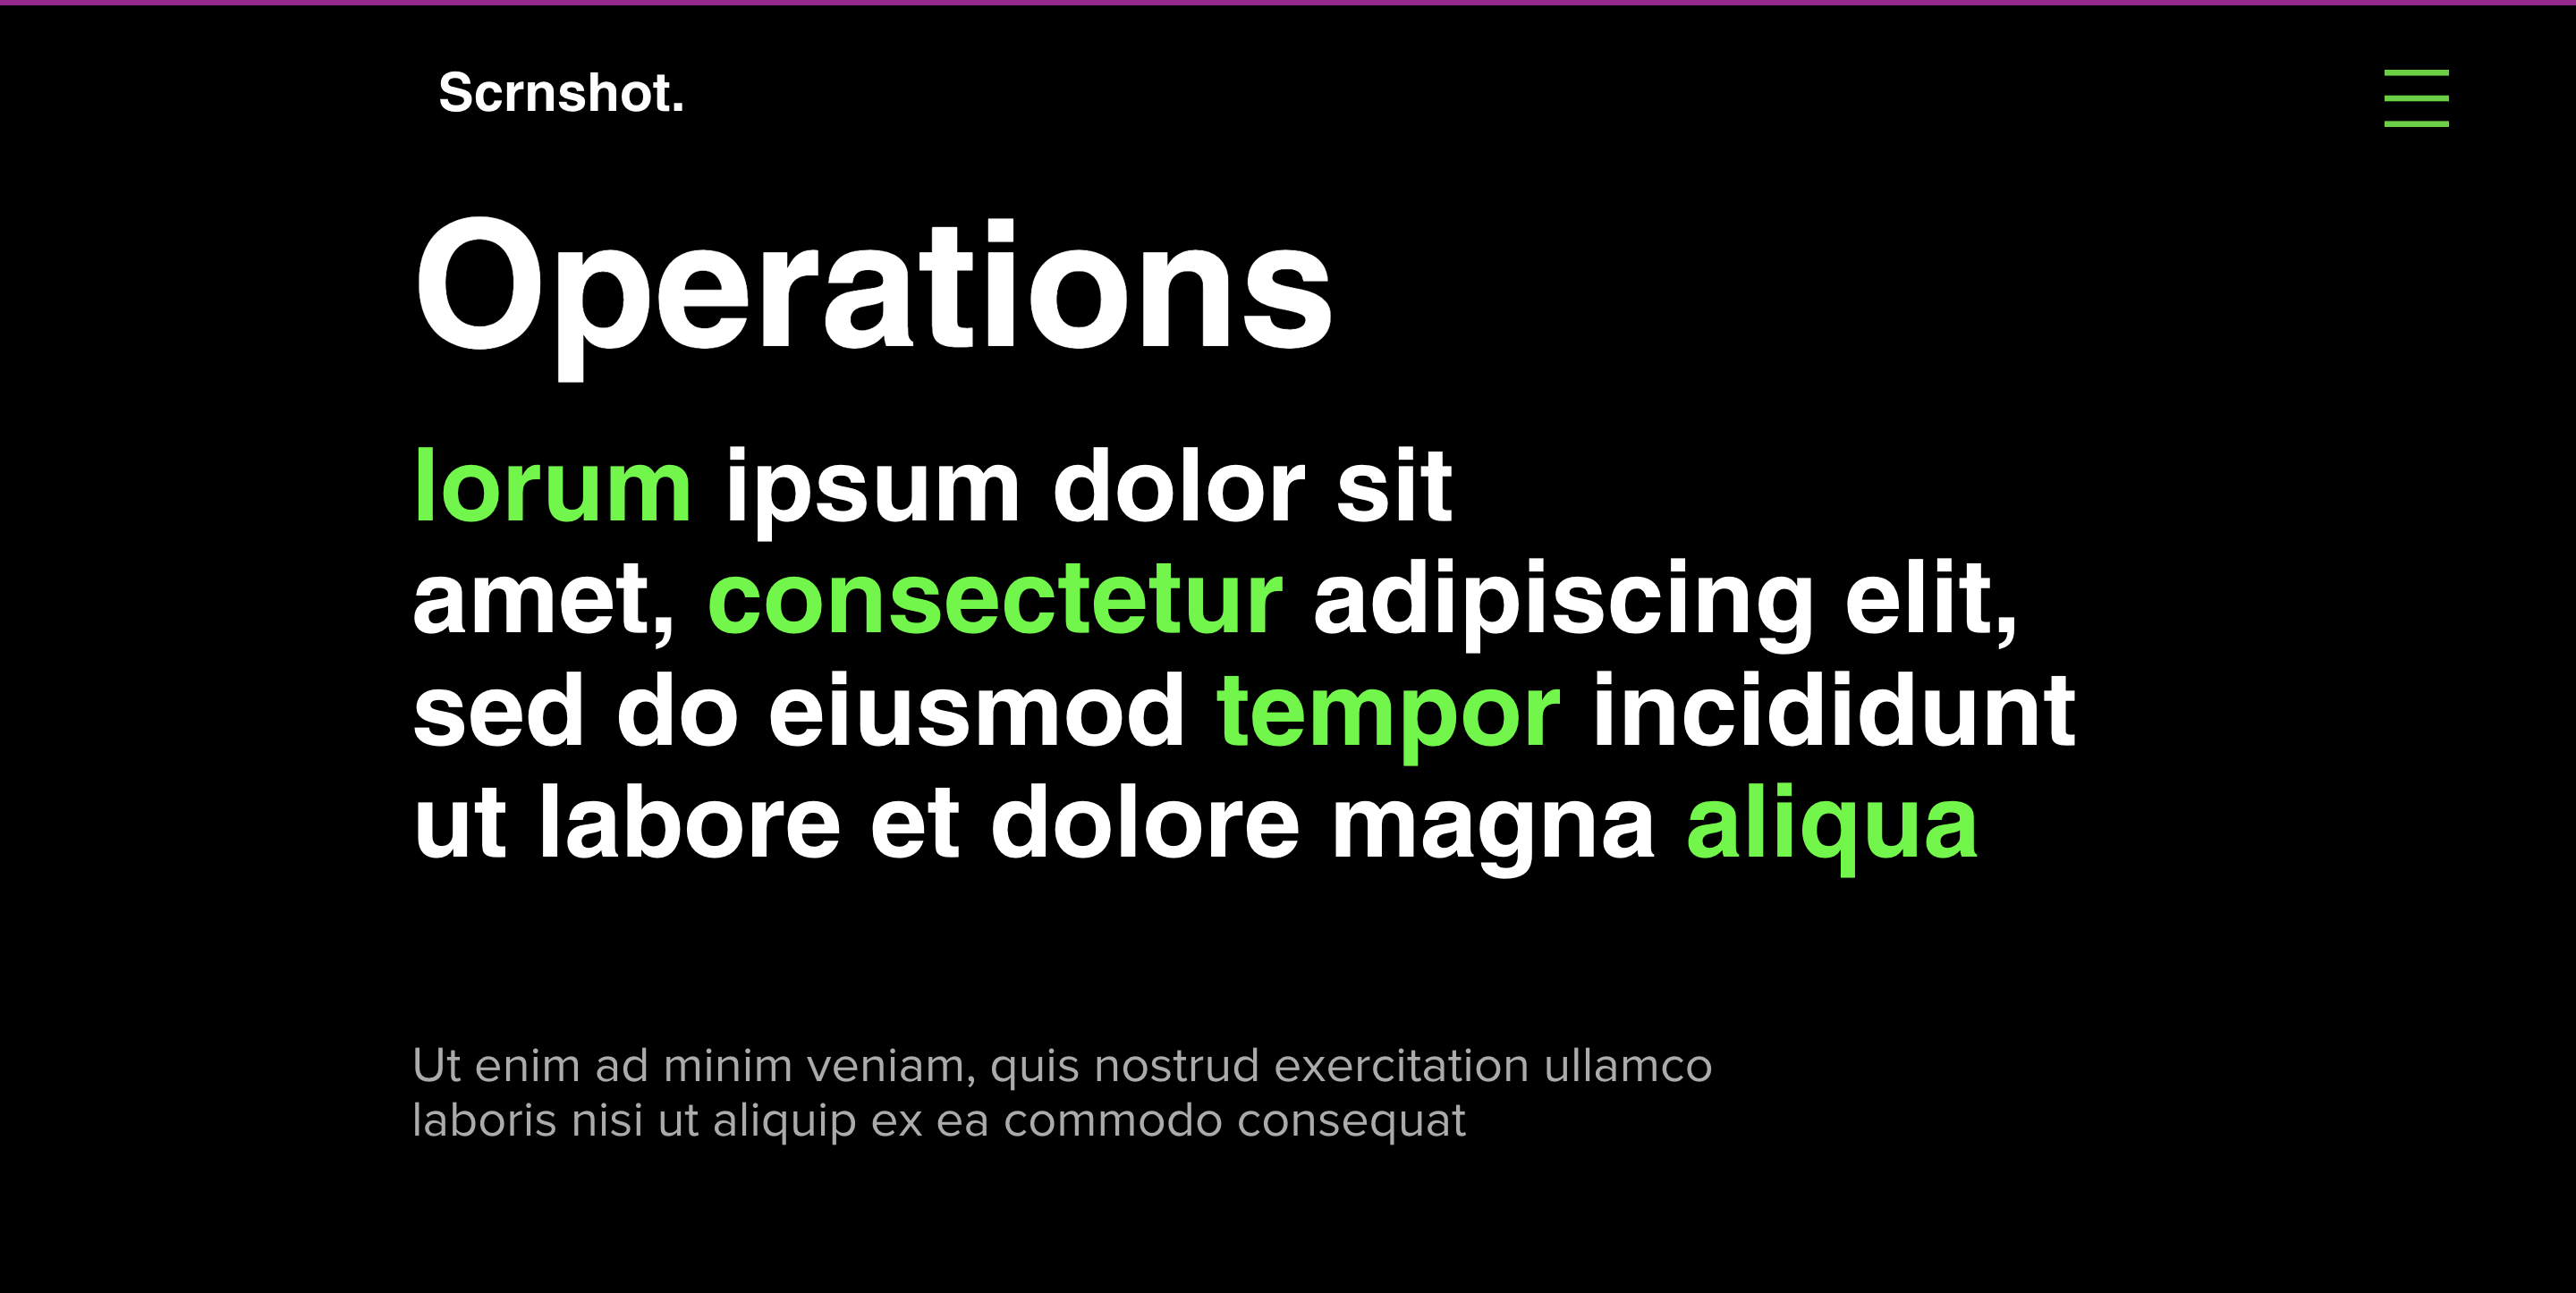 Scrnshot.
Operations
lorum ipsum dolor sit
amet, consectetur adipiscing elit,
sed do eiusmod tempor incididunt
ut labore et dolore magna aliqua
Ut enim ad minim veniam, quis nostrud exercitation ullamco
laboris nisi ut aliquip ex ea commodo consequat